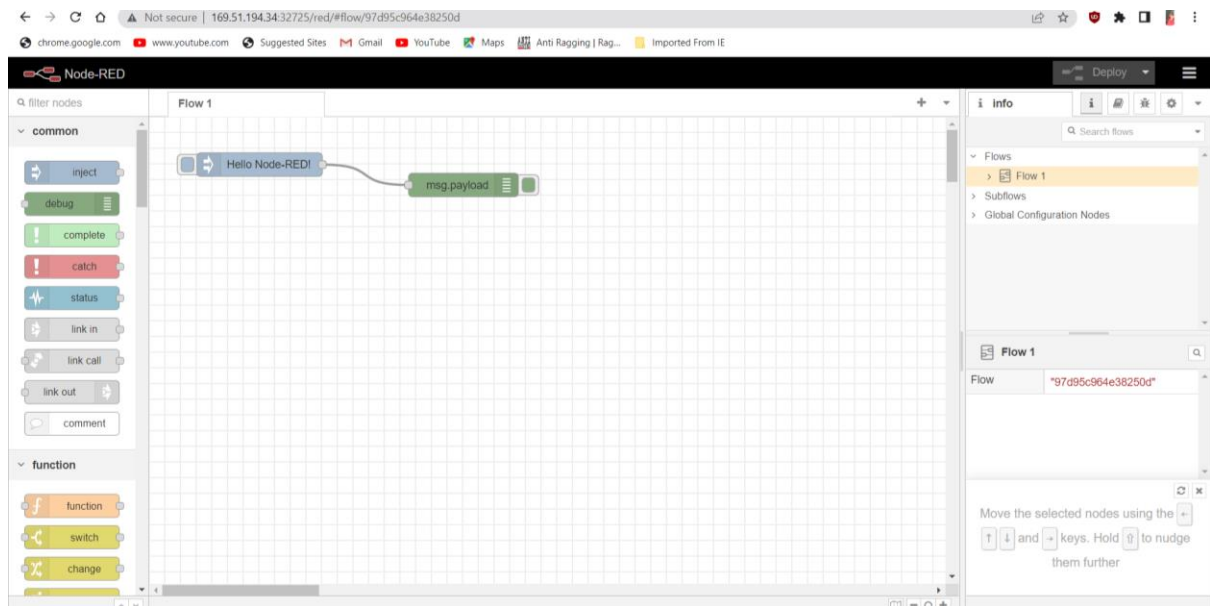 Not secure | 169.51.194.34:32725/red/#flow/97d95c964e38250d
chrome.google.com www.youtube.com Suggested Sites Gmail YouTube Maps Anti Ragging | Rag... Imported From IE
Node-RED Deploy
filter nodes
Flow 1
info
Search flows
common
inject
debug
complete
catch
status
link in
link call
link out
comment
function
function
switch
change
Hello Node-RED!
msg.payload
Flows
Flow 1
Subflows
Global Configuration Nodes
Flow 1
Flow "97d95c964e38250d"
Move the selected nodes using the ←
↑ ↓ and → keys. Hold ⇧ to nudge
them further